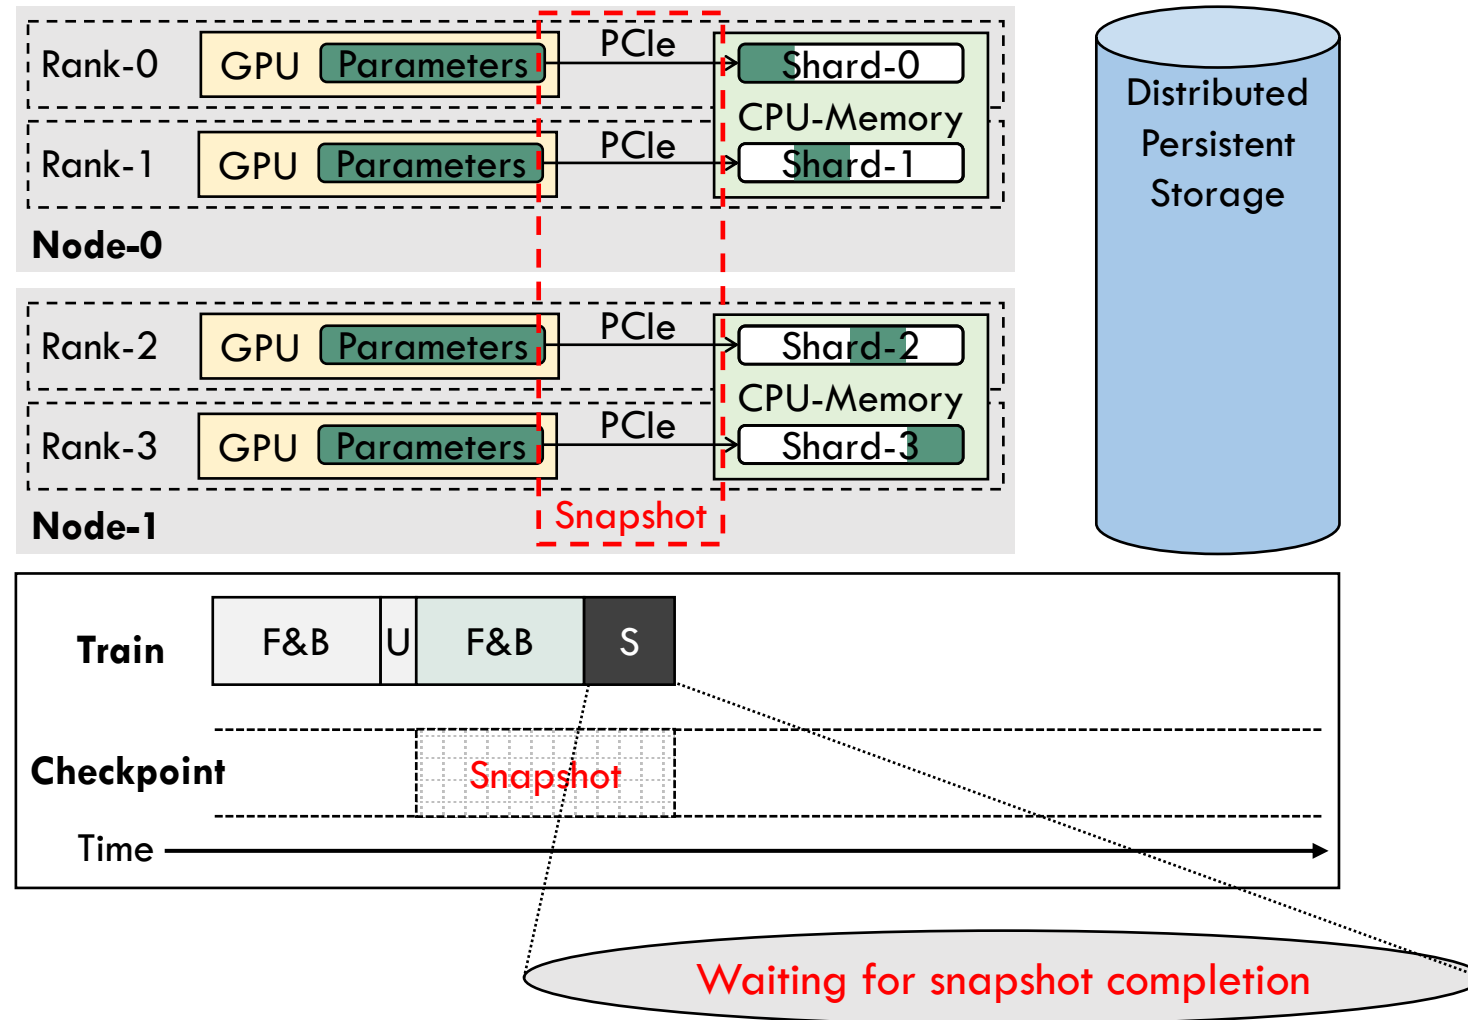 Rank-0 GPU Parameters PCIe Shard-0
CPU-Memory
Rank-1 GPU Parameters PCIe Shard-1
Node-0
Rank-2 GPU Parameters PCIe Shard-2
CPU-Memory
Rank-3 GPU Parameters PCIe Shard-3
Snapshot
Node-1
Distributed
Persistent
Storage
Train F&B U F&B S
Checkpoint Snapshot
Time
Waiting for snapshot completion